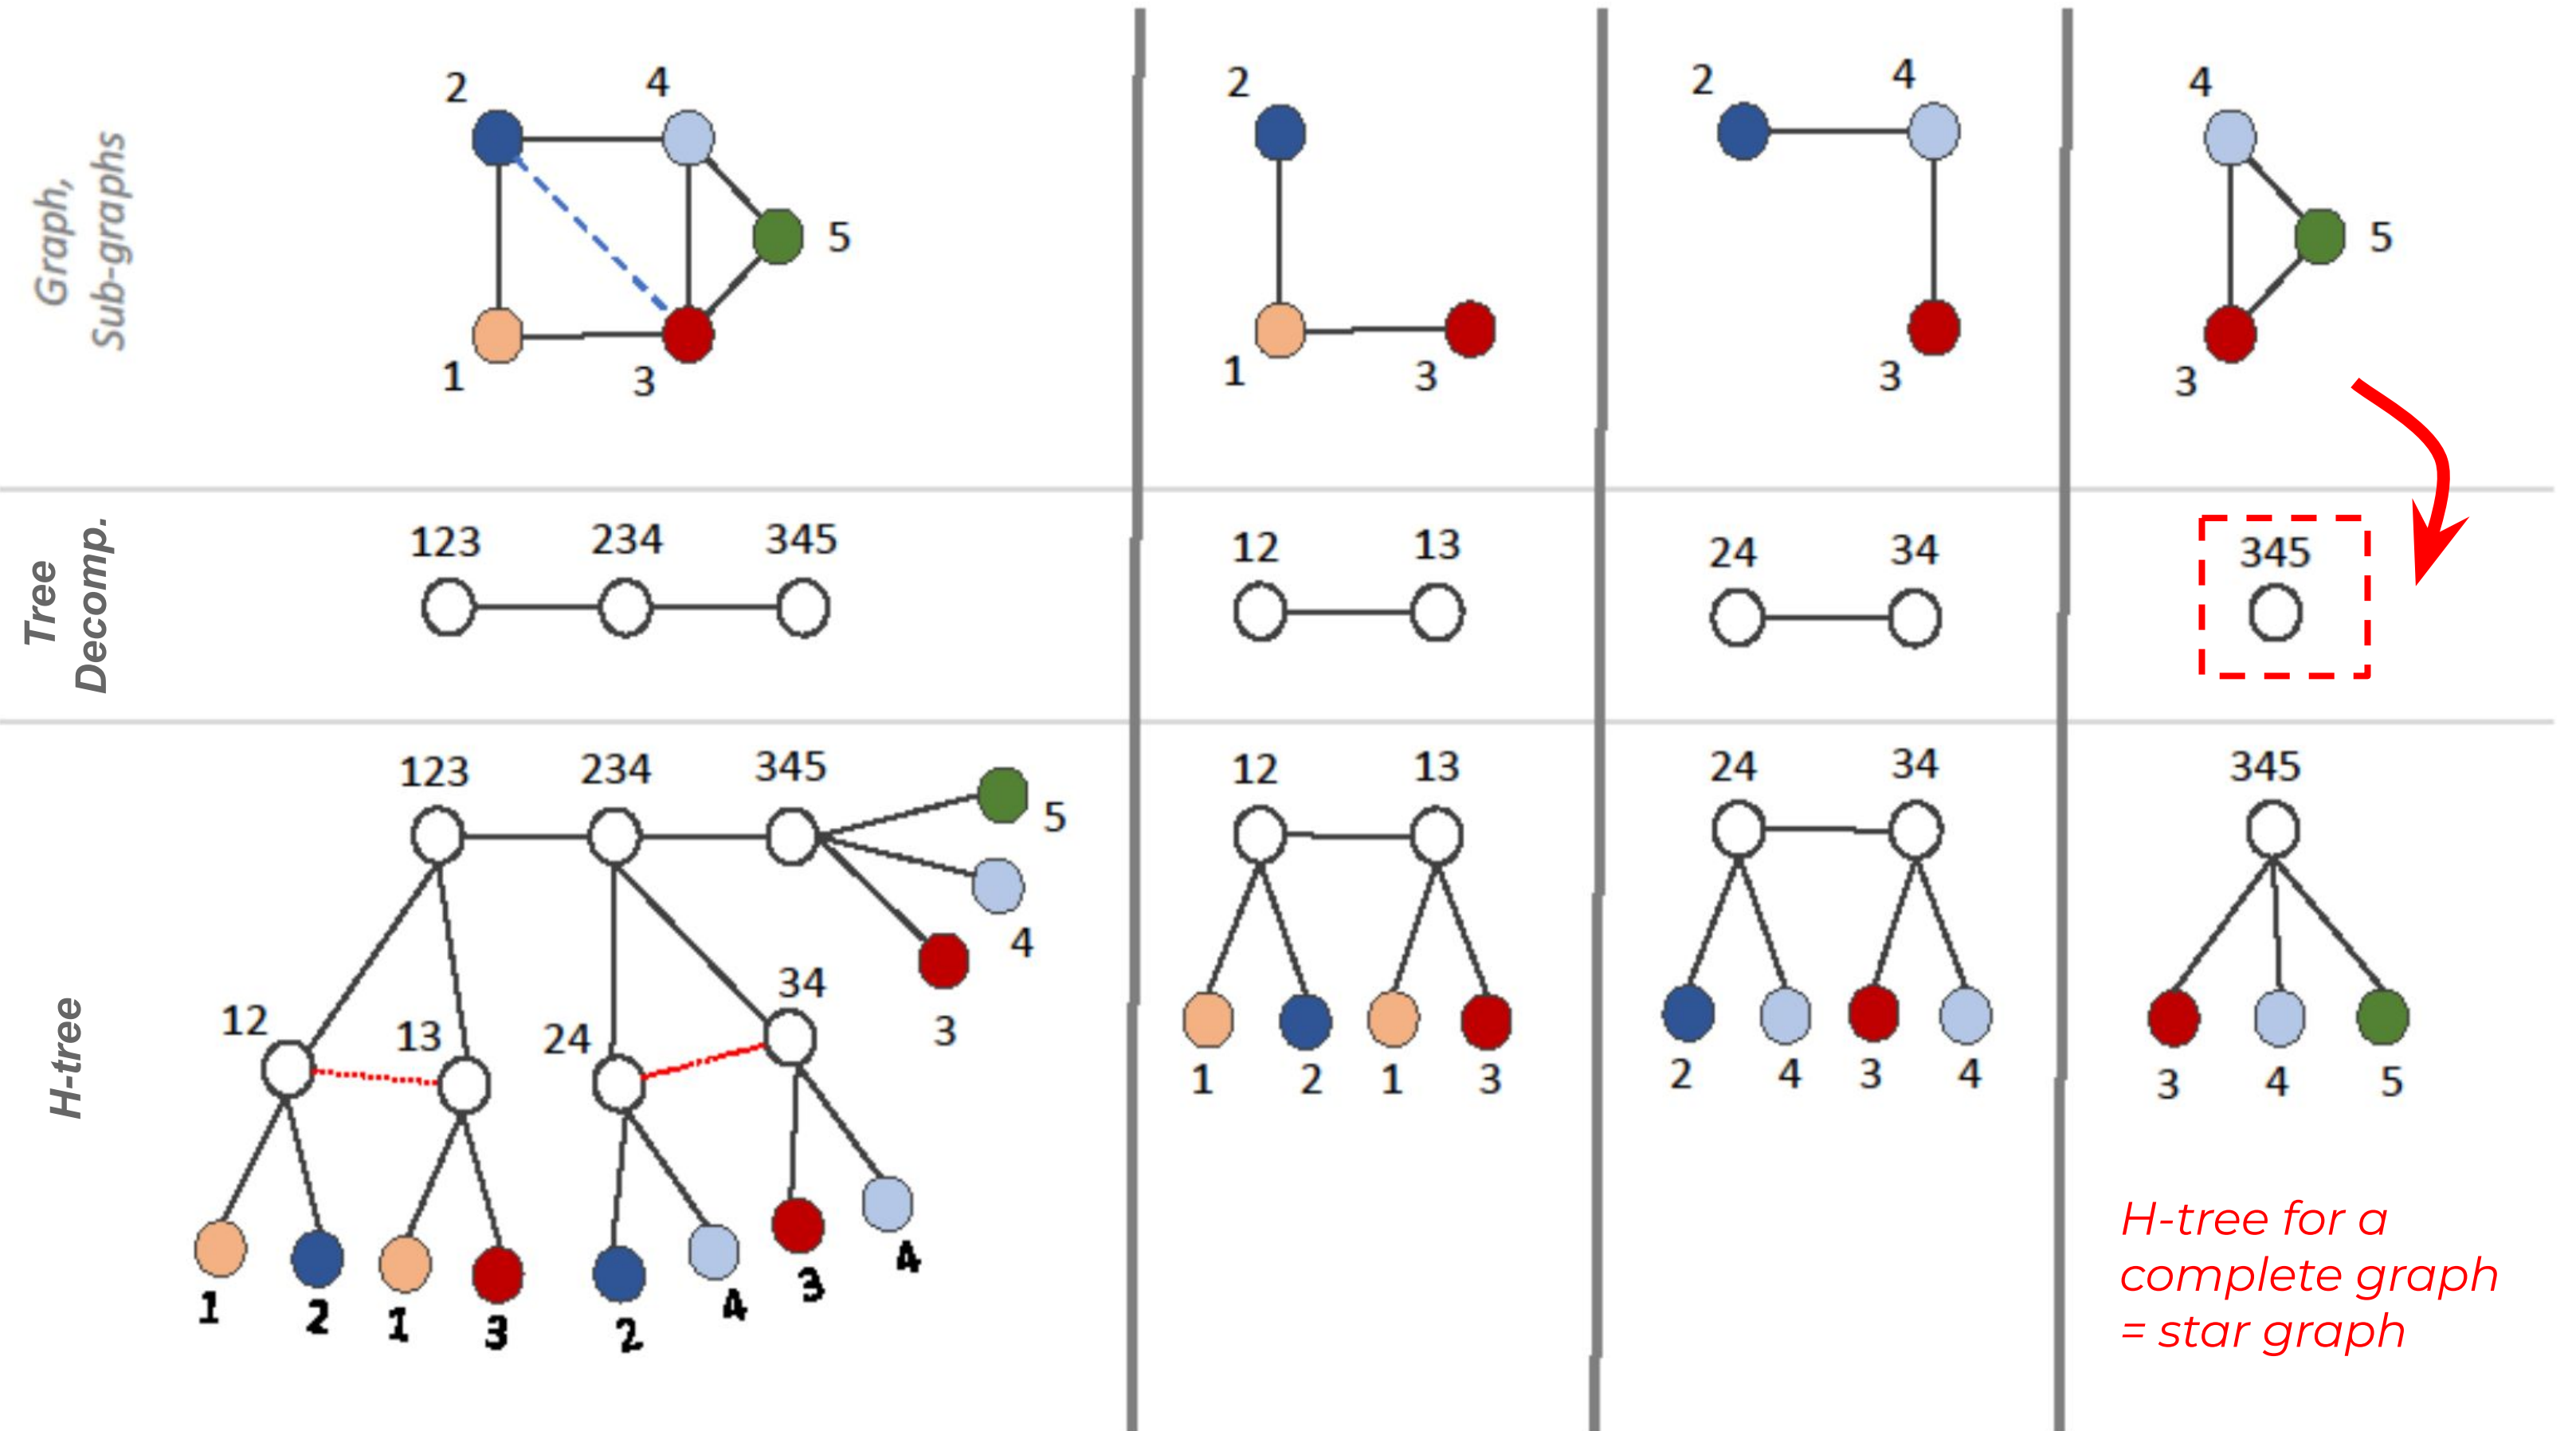 Graph,
Sub-graphs
2 4
5
1 3
2
1 3
2 4
3
4
5
3
Tree
Decomp.
123 234 345
12 13
24 34
345
H-tree
123 234 345
5
4
3
12 13 24 34
1 2 1 3 2 4 3 4
12 13
1 2 1 3
24 34
2 4 3 4
345
3 4 5
H-tree for a
complete graph
= star graph